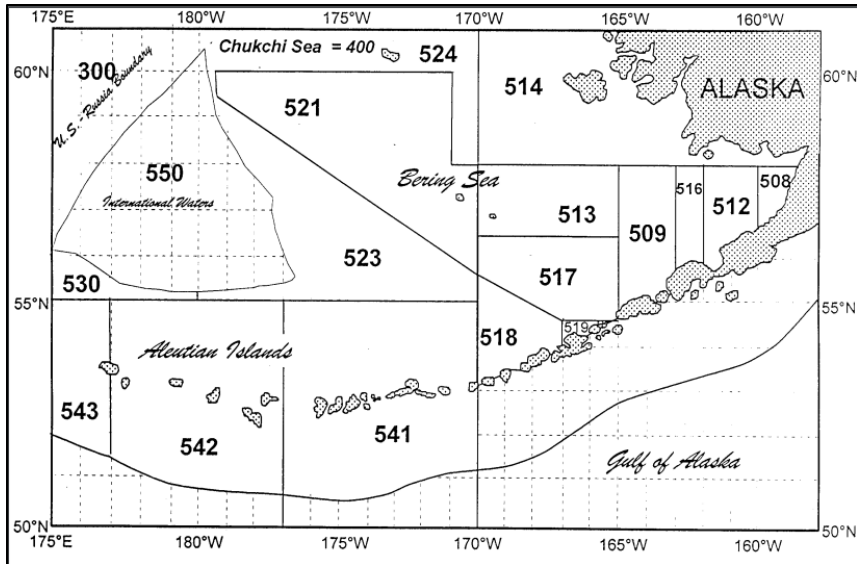 175°E 180°W 175°W 170°W 165°W 160°W
Chukchi Sea = 400
524
60°N
300
60°N
U.S.- Russia Boundary
521
514
ALASKA
550
International Waters
Bering Sea
513
509
516
512
508
523
517
530
55°N
55°N
518
519
Aleutian Islands
543
542
541
Gulf of Alaska
50°N
50°N
175°E 180°W 175°W 170°W 165°W 160°W